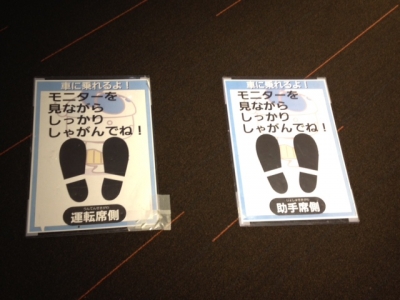 車に乗れるよ！
モニターを
見ながら
しっかり
しゃがんでね！
運転席側
車に乗れるよ！
モニターを
見ながら
しっかり
しゃがんでね！
助手席側